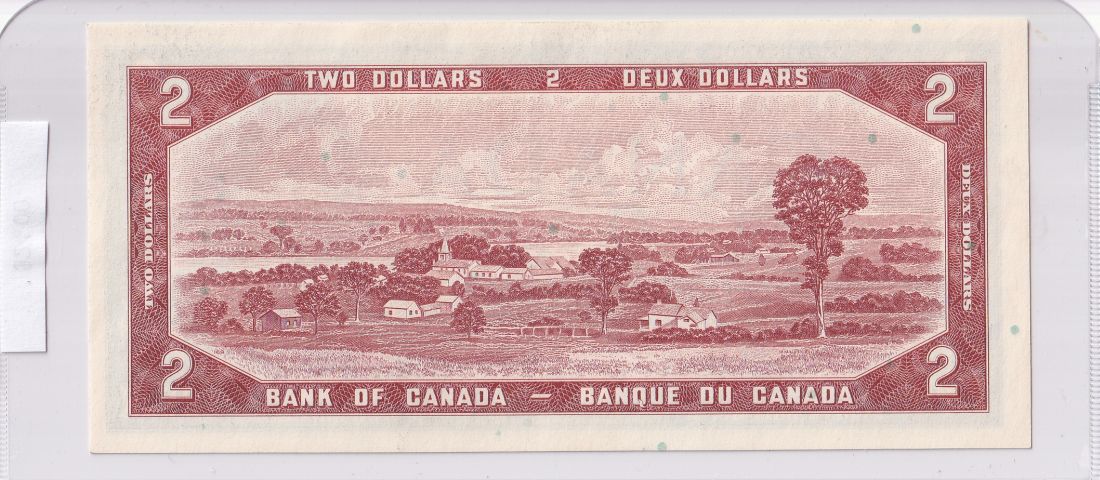 2 TWO DOLLARS 2 DEUX DOLLARS 2
TWO DOLLARS
DEUX DOLLARS
2 BANK OF CANADA — BANQUE DU CANADA 2